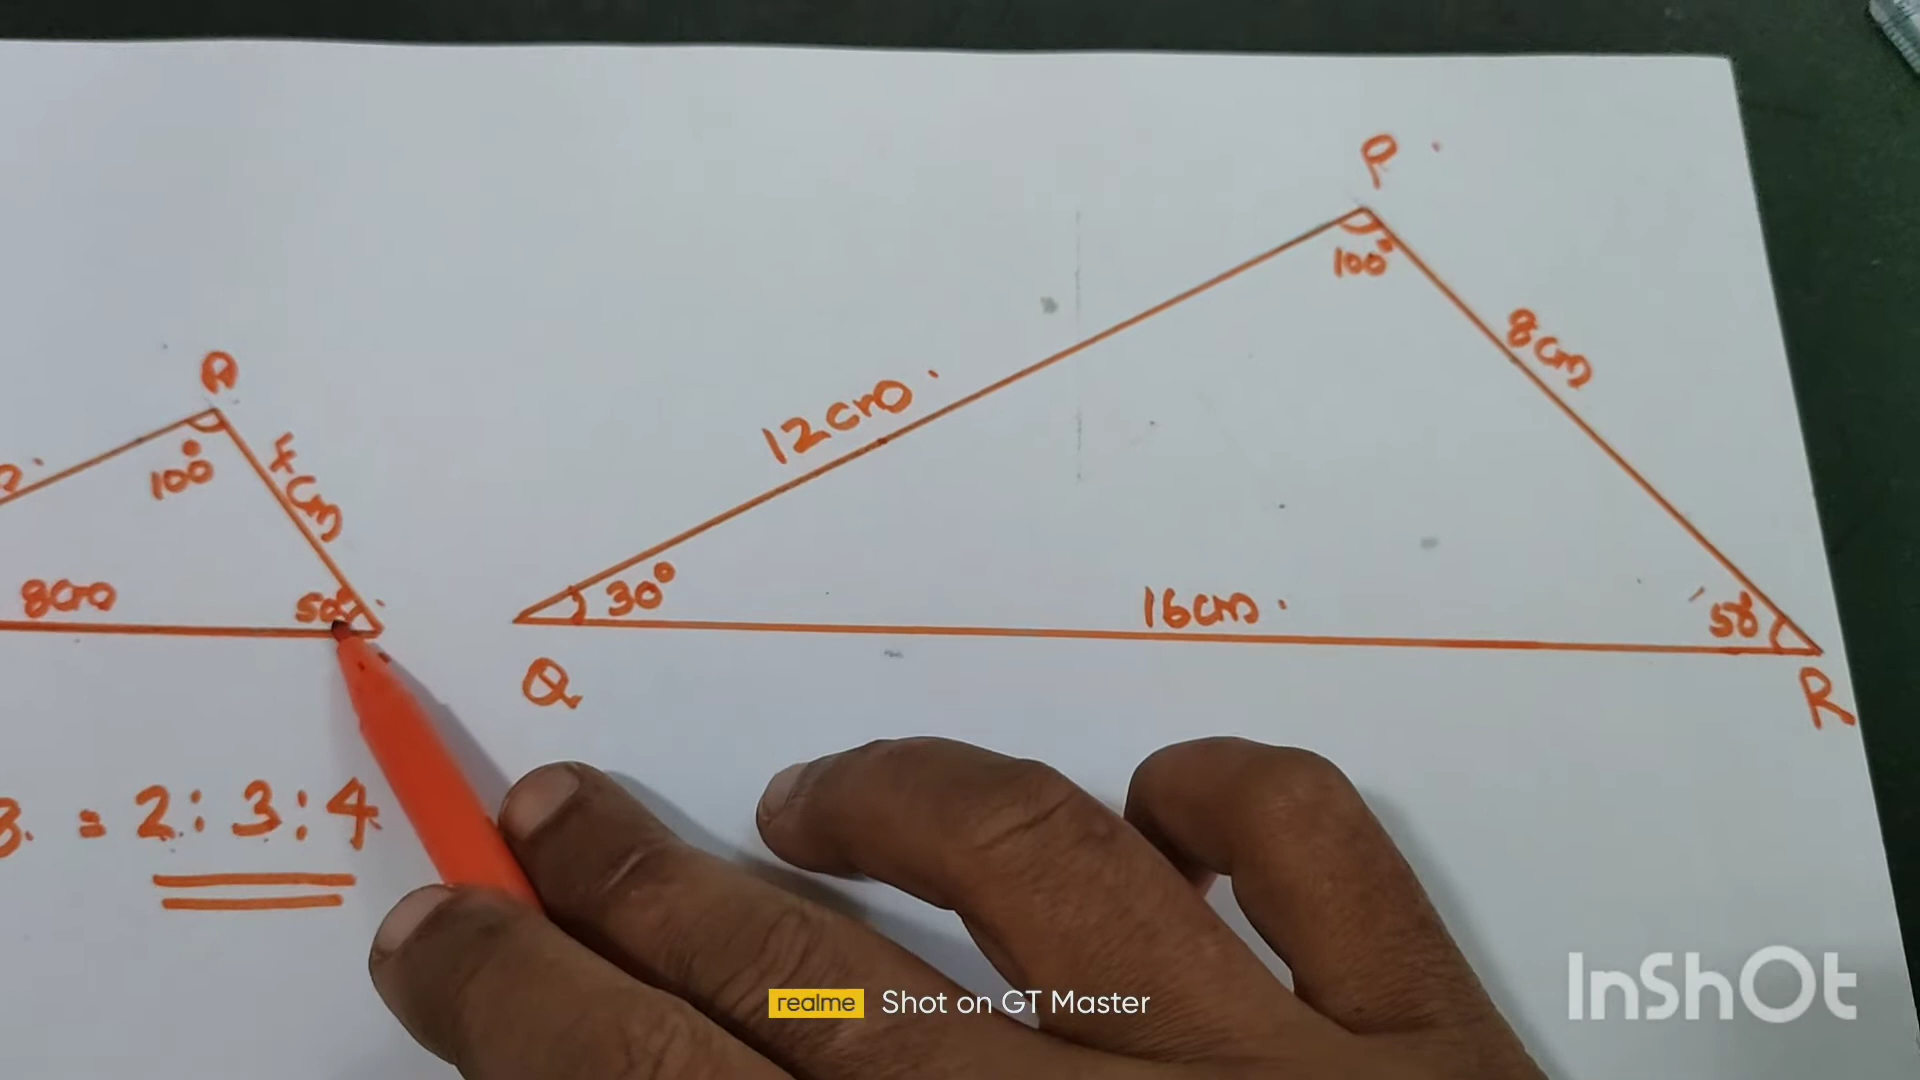 P
100°
8cm
12cm
A
100°
4cm
8cm
50°
30°
16cm
50°
Q
R
= 2:3:4
InShOt
realme Shot on GT Master